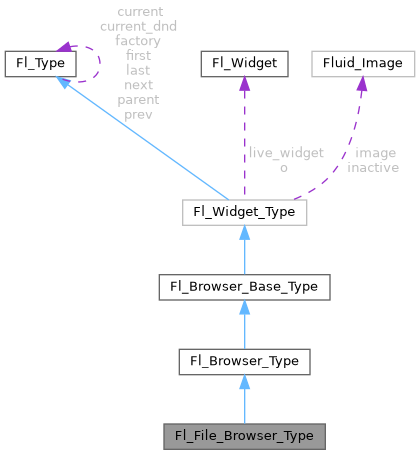 current
current_dnd
factory
first
last
next
parent
prev
Fl_Type
Fl_Widget
Fluid_Image
live_widget
o
image
inactive
Fl_Widget_Type
Fl_Browser_Base_Type
Fl_Browser_Type
Fl_File_Browser_Type